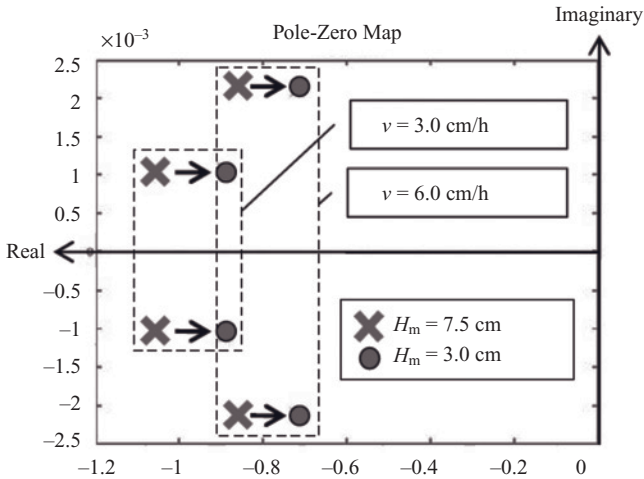 Imaginary
×10⁻³
Pole-Zero Map
2.5
2
1.5
1
0.5
0
−0.5
−1
−1.5
−2
−2.5
v = 3.0 cm/h
v = 6.0 cm/h
Real
Hm = 7.5 cm
Hm = 3.0 cm
−1.2 −1 −0.8 −0.6 −0.4 −0.2 0